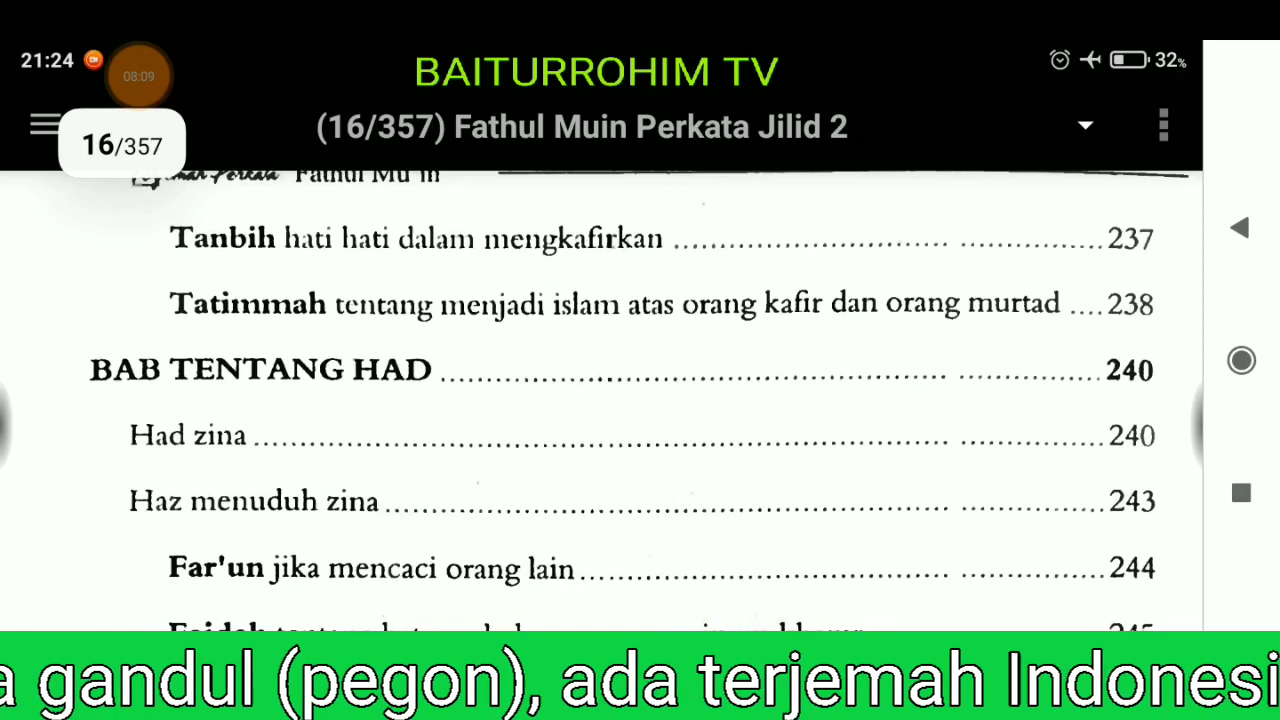 21:24
08:09
BAITURROHIM TV
32%
16/357
(16/357) Fathul Muin Perkata Jilid 2
Perkata Fathul Mu'in
Tanbih hati hati dalam mengkafirkan ........................................ 237
Tatimmah tentang menjadi islam atas orang kafir dan orang murtad .... 238
BAB TENTANG HAD ........................................ 240
Had zina ........................................ 240
Haz menuduh zina ........................................ 243
Far'un jika mencaci orang lain ........................................ 244
a gandul (pegon), ada terjemah Indonesi